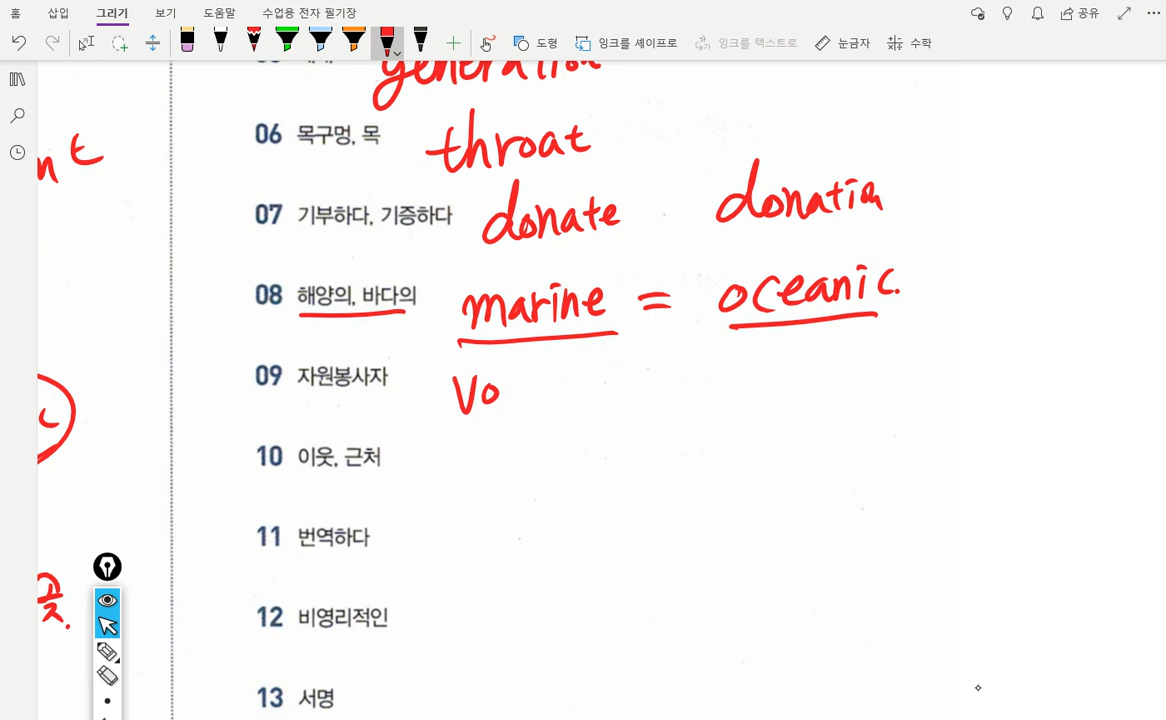 홈 삽입 그리기 보기 도움말 수업용 전자 필기장 공유
도형 잉크를 셰이프로 잉크를 텍스트로 눈금자 수학
generation
06 목구멍, 목 throat
nt
07 기부하다, 기증하다 donate donation
08 해양의, 바다의 marine = oceanic.
09 자원봉사자 vo
10 이웃, 근처
11 번역하다
12 비영리적인
꽃.
13 서명